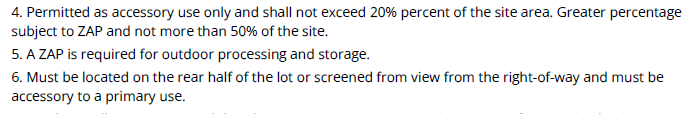 4. Permitted as accessory use only and shall not exceed 20% percent of the site area. Greater percentage
subject to ZAP and not more than 50% of the site.
5. A ZAP is required for outdoor processing and storage.
6. Must be located on the rear half of the lot or screened from view from the right-of-way and must be
accessory to a primary use.